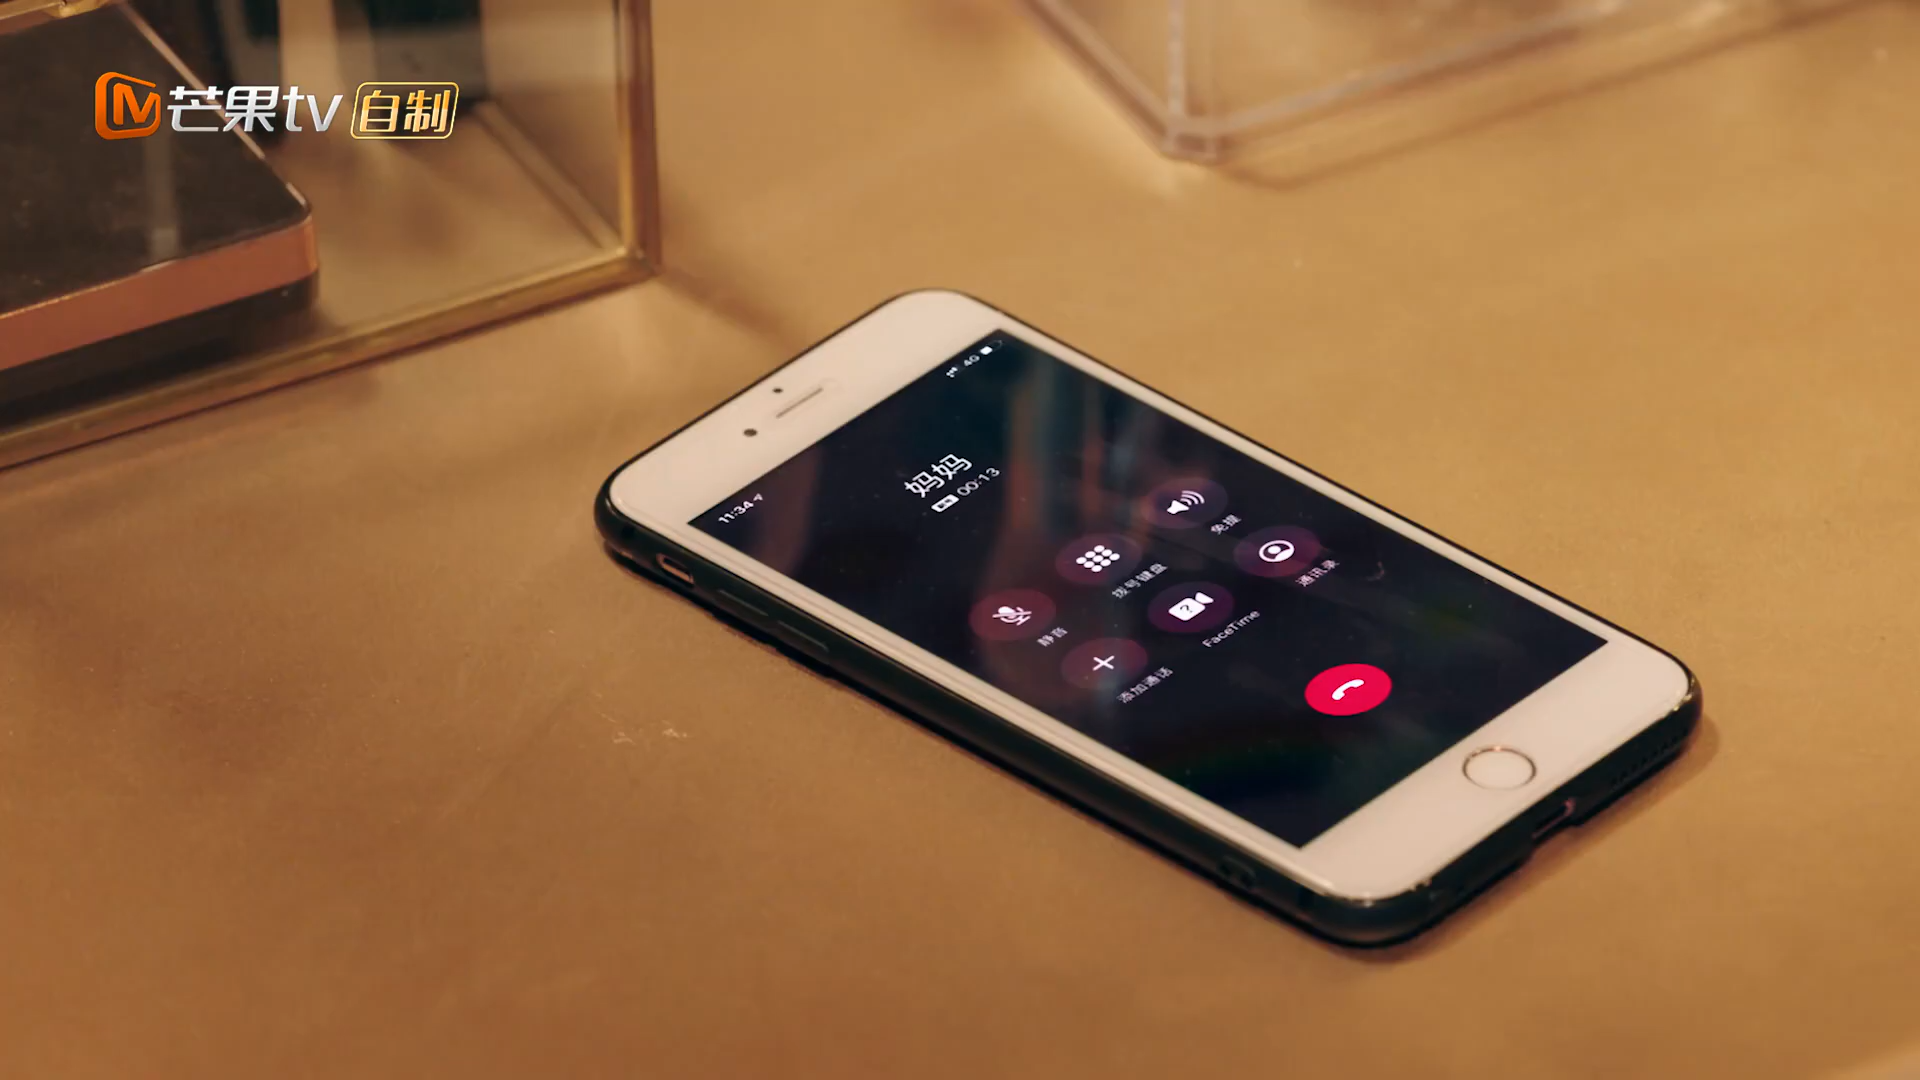 芒果tv 自制
4G
11:34
妈妈
00:13
静音
拨号键盘
免提
添加通话
FaceTime
通讯录